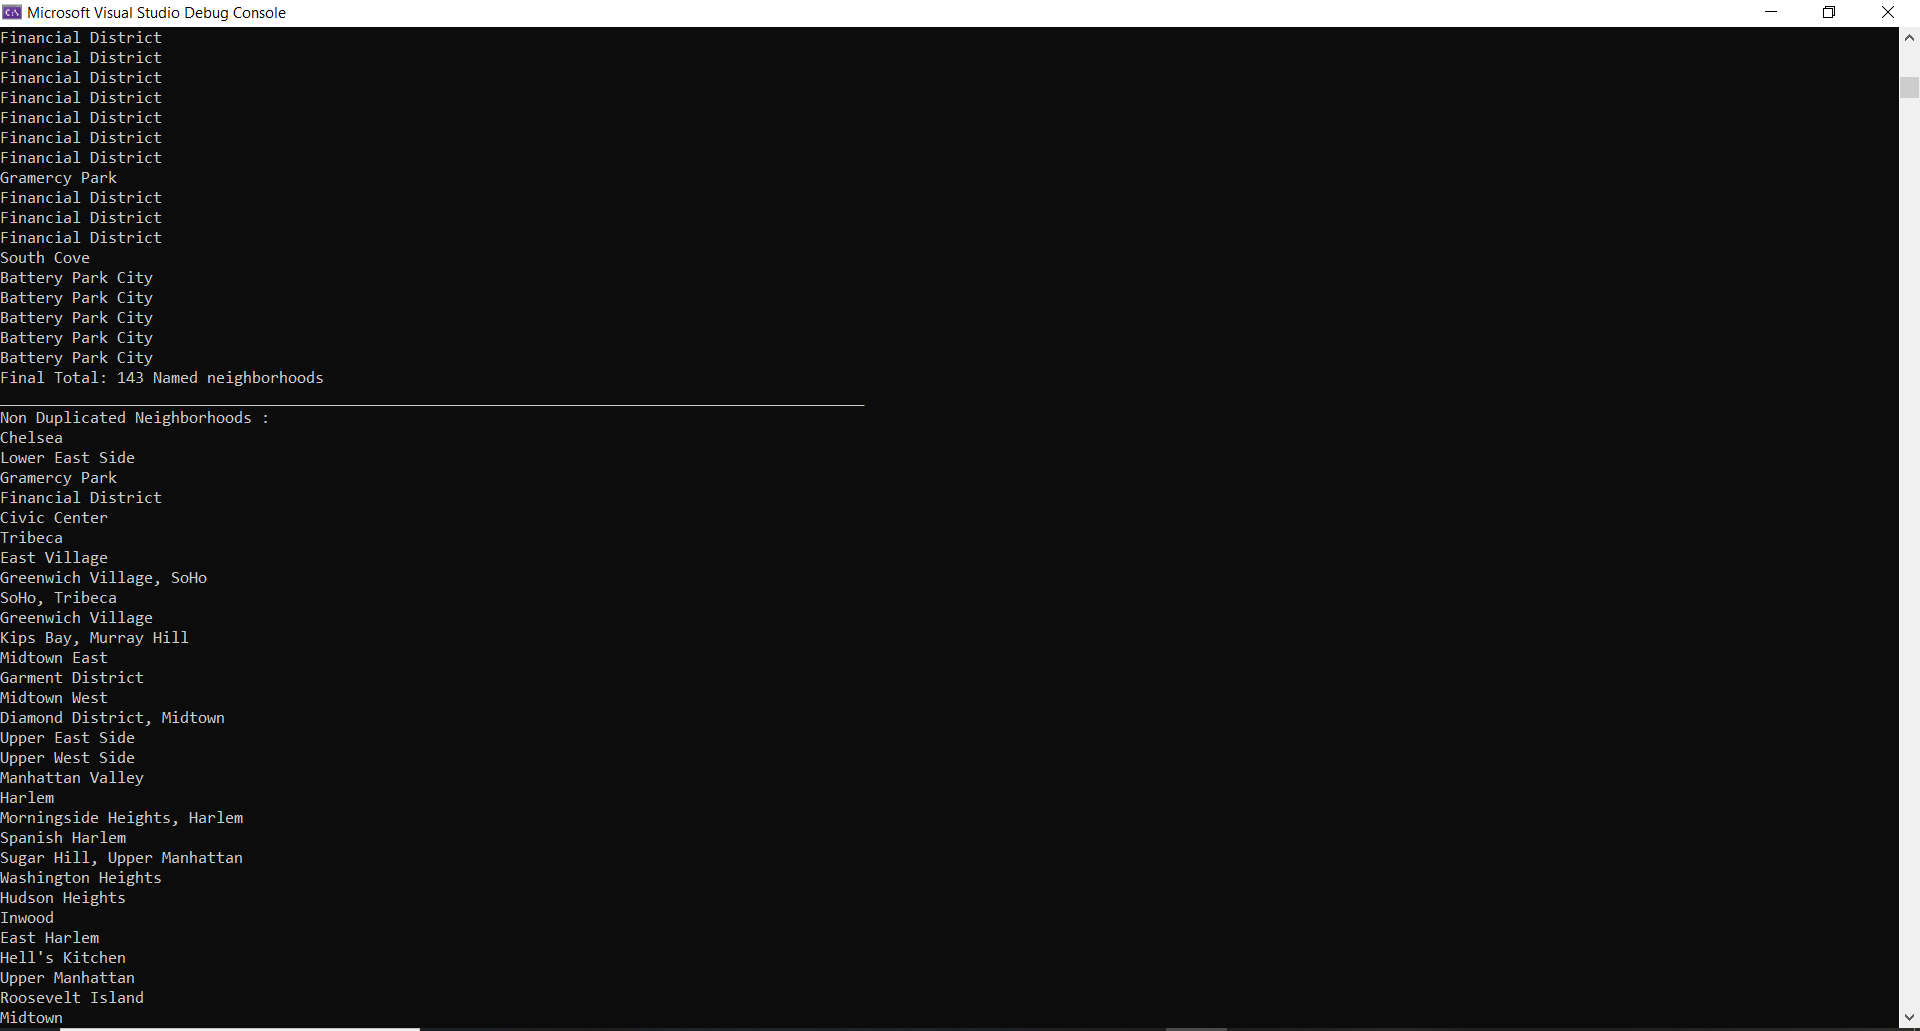 Microsoft Visual Studio Debug Console
Financial District
Financial District
Financial District
Financial District
Financial District
Financial District
Financial District
Gramercy Park
Financial District
Financial District
Financial District
South Cove
Battery Park City
Battery Park City
Battery Park City
Battery Park City
Battery Park City
Final Total: 143 Named neighborhoods
Non Duplicated Neighborhoods :
Chelsea
Lower East Side
Gramercy Park
Financial District
Civic Center
Tribeca
East Village
Greenwich Village, SoHo
SoHo, Tribeca
Greenwich Village
Kips Bay, Murray Hill
Midtown East
Garment District
Midtown West
Diamond District, Midtown
Upper East Side
Upper West Side
Manhattan Valley
Harlem
Morningside Heights, Harlem
Spanish Harlem
Sugar Hill, Upper Manhattan
Washington Heights
Hudson Heights
Inwood
East Harlem
Hell's Kitchen
Upper Manhattan
Roosevelt Island
Midtown